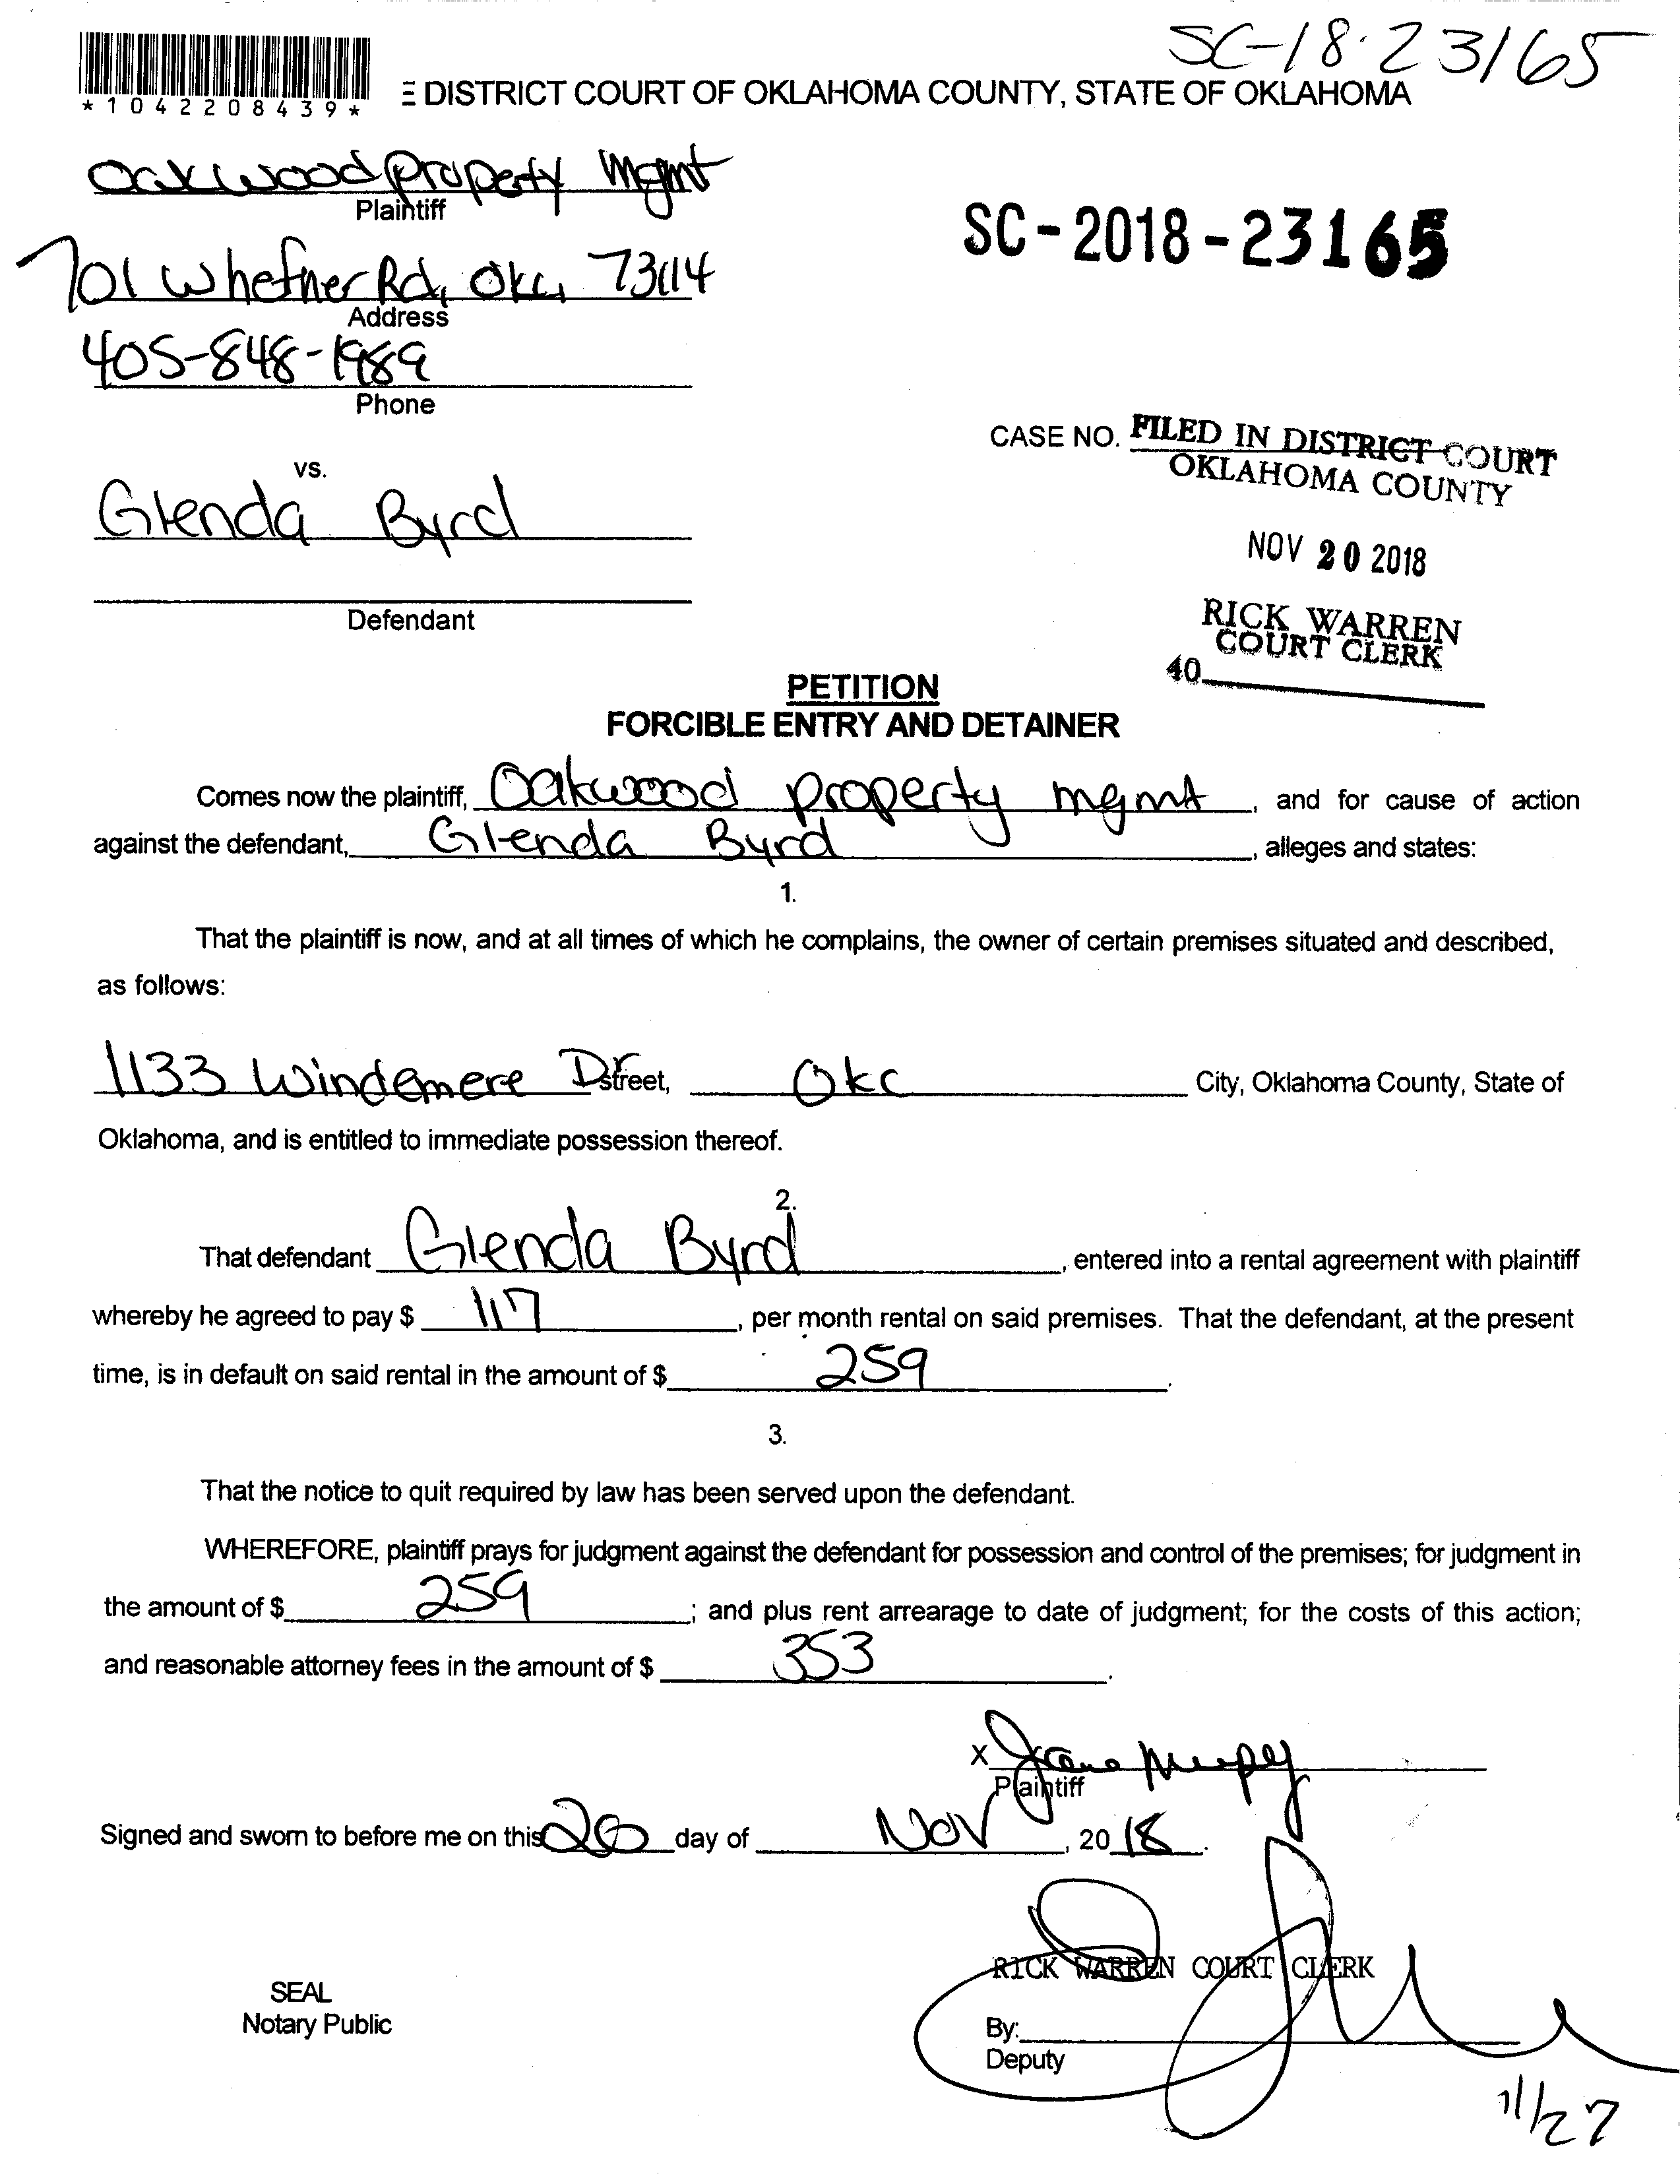 SC-18-23165
*1042208439*
E DISTRICT COURT OF OKLAHOMA COUNTY, STATE OF OKLAHOMA
Oakwood Property Mgmt
Plaintiff
SC-2018-23165
701 Whefner Rd, Okc, 73114
Address
405-848-1989
Phone
CASE NO. FILED IN DISTRICT COURT
OKLAHOMA COUNTY
vs.
Glenda Byrd
NOV 20 2018
Defendant
RICK WARREN
COURT CLERK
40
PETITION
FORCIBLE ENTRY AND DETAINER
Comes now the plaintiff, Oakwood property mgmt, and for cause of action
against the defendant, Glenda Byrd, alleges and states:
1.
That the plaintiff is now, and at all times of which he complains, the owner of certain premises situated and described,
as follows:
1133 Windemere Dr Street, Okc City, Oklahoma County, State of
Oklahoma, and is entitled to immediate possession thereof.
2.
That defendant Glenda Byrd, entered into a rental agreement with plaintiff
whereby he agreed to pay $ 117, per month rental on said premises. That the defendant, at the present
time, is in default on said rental in the amount of $ 259.
3.
That the notice to quit required by law has been served upon the defendant.
WHEREFORE, plaintiff prays for judgment against the defendant for possession and control of the premises; for judgment in
the amount of $ 259; and plus rent arrearage to date of judgment; for the costs of this action;
and reasonable attorney fees in the amount of $ 353.
X
Plaintiff
Signed and sworn to before me on this 20 day of Nov, 2018.
RICK WARREN COURT CLERK
SEAL
Notary Public
By:
Deputy
11/27